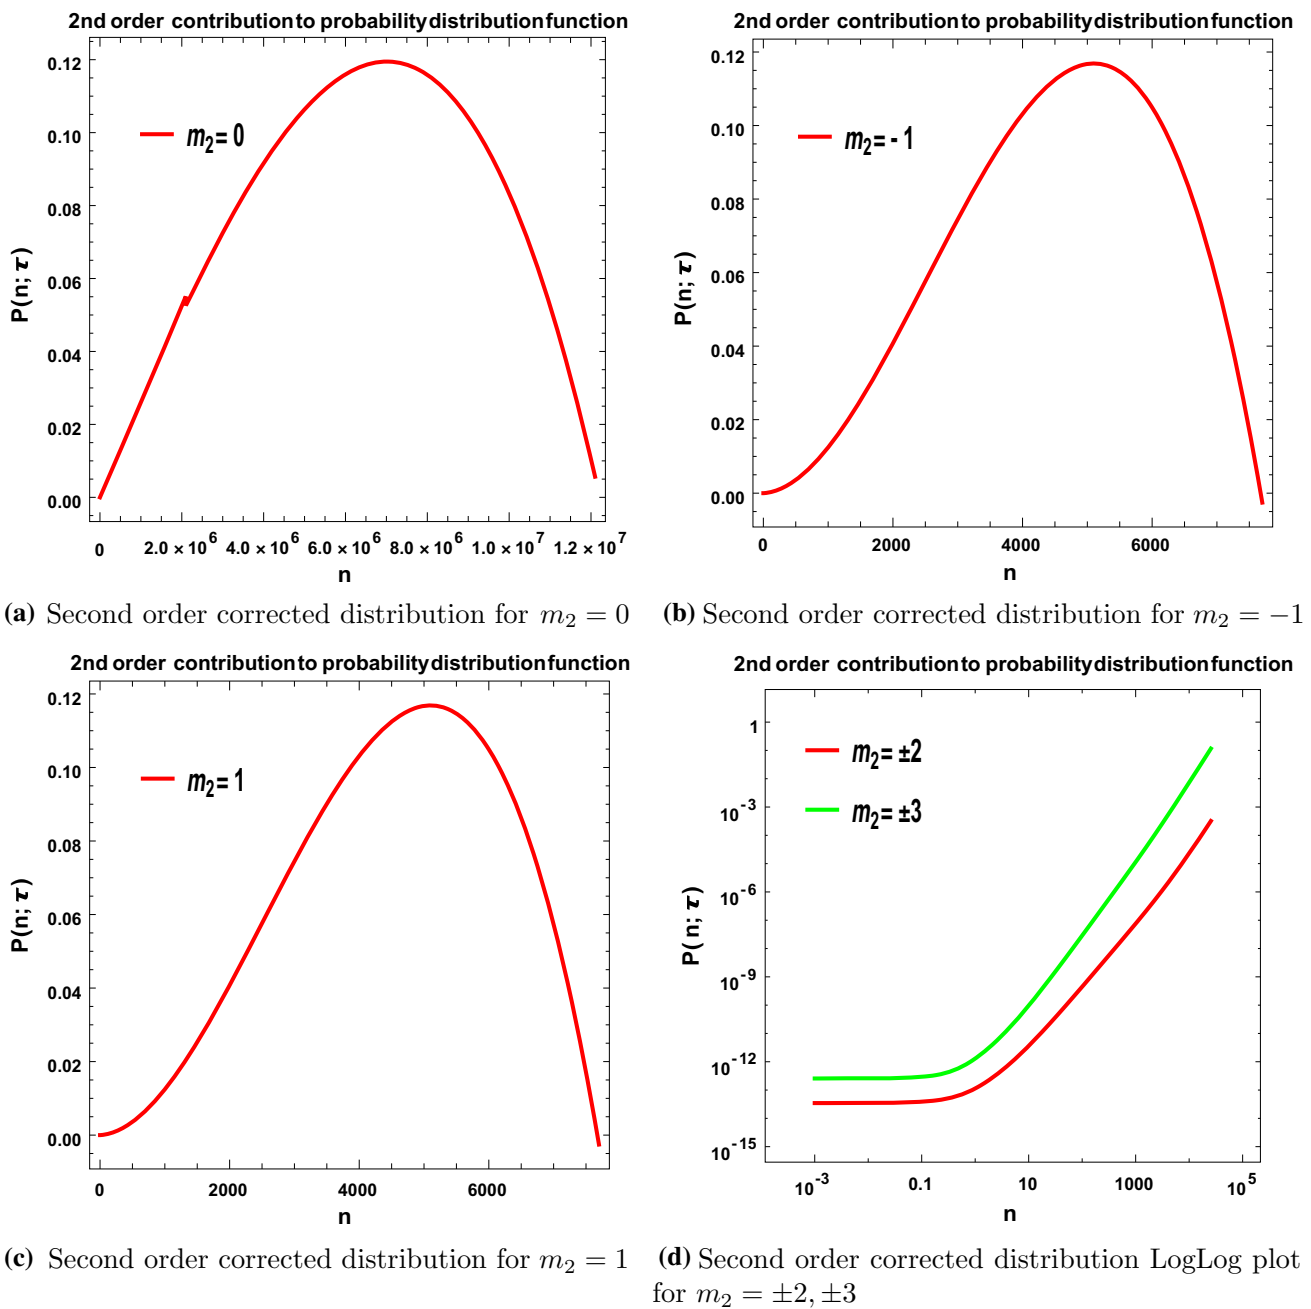 2nd order contribution to probability distribution function
0.12
0.10
0.08
0.06
0.04
0.02
0.00
P(n; τ)
m₂= 0
0
2.0 × 10⁶
4.0 × 10⁶
6.0 × 10⁶
8.0 × 10⁶
1.0 × 10⁷
1.2 × 10⁷
n
(a) Second order corrected distribution for m₂ = 0
2nd order contribution to probability distribution function
0.12
0.10
0.08
0.06
0.04
0.02
0.00
P(n; τ)
m₂= - 1
0
2000
4000
6000
n
(b) Second order corrected distribution for m₂ = −1
2nd order contribution to probability distribution function
0.12
0.10
0.08
0.06
0.04
0.02
0.00
P(n; τ)
m₂= 1
0
2000
4000
6000
n
(c) Second order corrected distribution for m₂ = 1
2nd order contribution to probability distribution function
1
10⁻³
10⁻⁶
10⁻⁹
10⁻¹²
10⁻¹⁵
P( n; τ)
m₂= ±2
m₂= ±3
10⁻³
0.1
10
1000
10⁵
n
(d) Second order corrected distribution LogLog plot
for m₂ = ±2, ±3